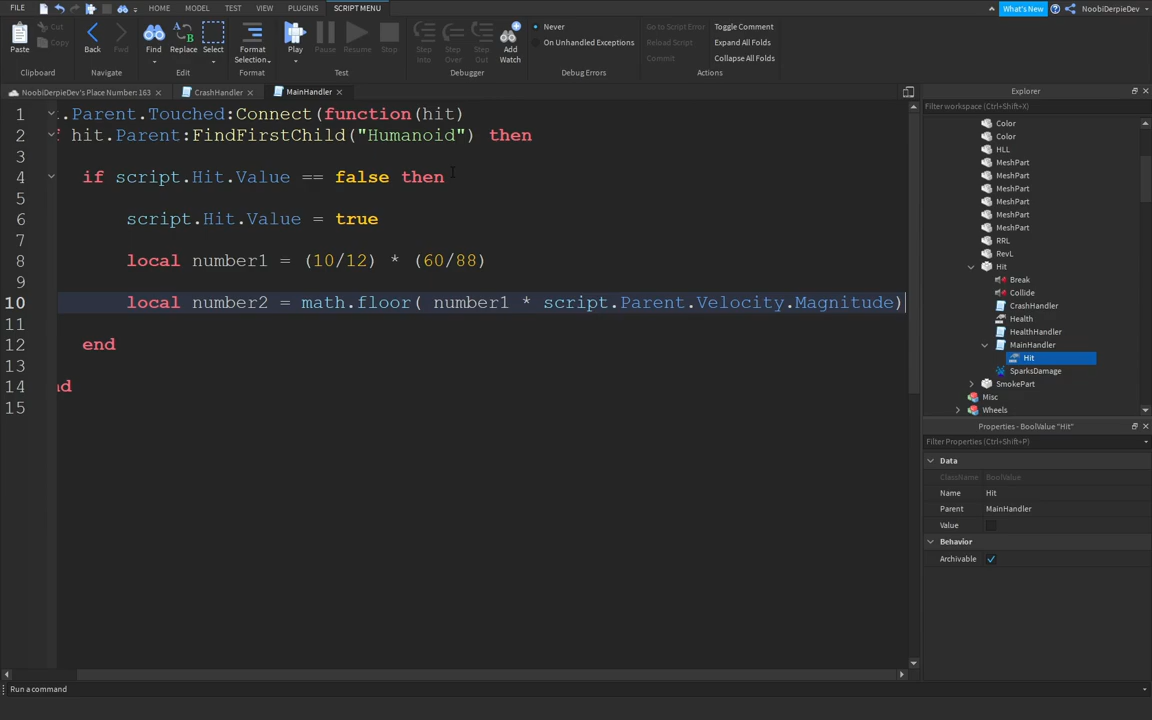 FILE HOME MODEL TEST VIEW PLUGINS SCRIPT MENU What's New NoobiDerpieDev
Paste Cut Copy Back Fwd Find Replace Select Format Selection Play Pause Resume Stop Step Into Step Over Step Out Add Watch
Never
On Unhandled Exceptions
Go to Script Error
Reload Script
Commit
Toggle Comment
Expand All Folds
Collapse All Folds
Clipboard Navigate Edit Format Test Debugger Debug Errors Actions
NoobiDerpieDev's Place Number: 163 CrashHandler MainHandler
1 :.Parent.Touched:Connect(function(hit)
2 f hit.Parent:FindFirstChild("Humanoid") then
3
4 if script.Hit.Value == false then
5
6 script.Hit.Value = true
7
8 local number1 = (10/12) * (60/88)
9
10 local number2 = math.floor( number1 * script.Parent.Velocity.Magnitude)
11
12 end
13
14 nd
15
Explorer
Filter workspace (Ctrl+Shift+X)
Color
Color
HLL
MeshPart
MeshPart
MeshPart
MeshPart
MeshPart
MeshPart
RRL
RevL
Hit
Break
Collide
CrashHandler
Health
HealthHandler
MainHandler
Hit
SparksDamage
SmokePart
Misc
Wheels
Properties - BoolValue "Hit"
Filter Properties (Ctrl+Shift+P)
Data
ClassName BoolValue
Name Hit
Parent MainHandler
Value
Behavior
Archivable
Run a command